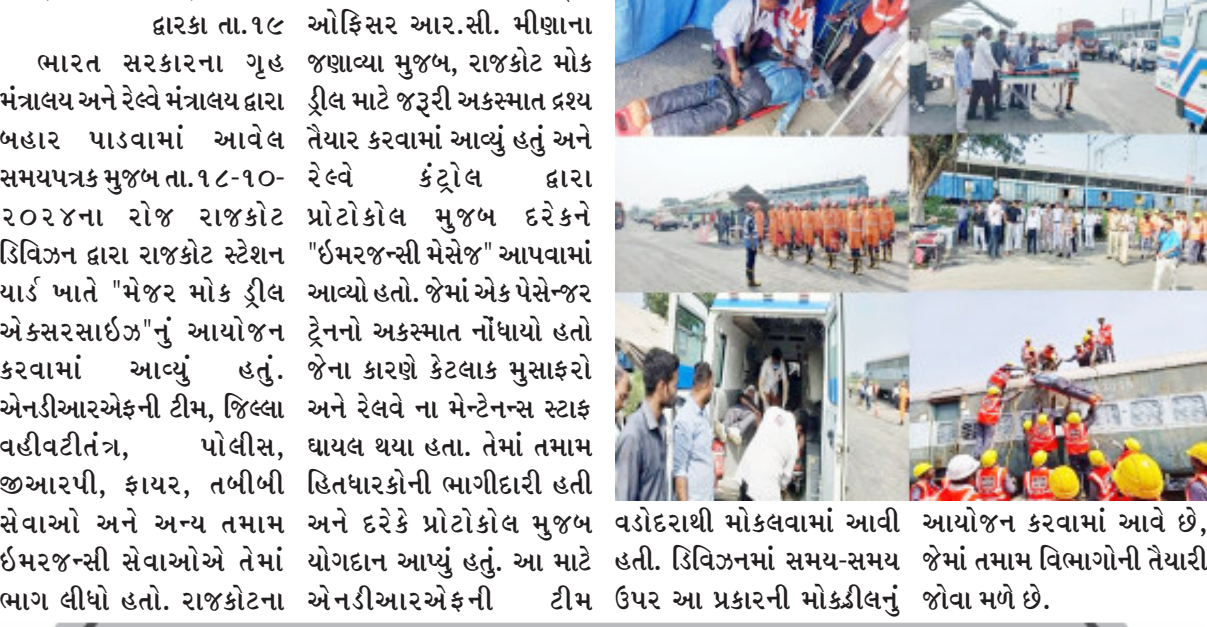 દ્વારકા તા.૧૯
ભારત સરકારના ગૃહ
મંત્રાલય અને રેલ્વે મંત્રાલય દ્વારા
બહાર પાડવામાં આવેલ
સમયપત્રક મુજબ તા.૧૮-૧૦-
૨૦૨૪ના રોજ રાજકોટ
ડિવિઝન દ્વારા રાજકોટ સ્ટેશન
યાર્ડ ખાતે "મેજર મોક ડ્રીલ
એક્સરસાઇઝ"નું આયોજન
કરવામાં આવ્યું હતું.
એનડીઆરએફની ટીમ, જિલ્લા
વહીવટીતંત્ર, પોલીસ,
જીઆરપી, ફાયર, તબીબી
સેવાઓ અને અન્ય તમામ
ઇમરજન્સી સેવાઓએ તેમાં
ભાગ લીધો હતો. રાજકોટના
ઓફિસર આર.સી. મીણાના
જણાવ્યા મુજબ, રાજકોટ મોક
ડ્રીલ માટે જરૂરી અકસ્માત દ્રશ્ય
તૈયાર કરવામાં આવ્યું હતું અને
રેલ્વે કંટ્રોલ દ્વારા
પ્રોટોકોલ મુજબ દરેકને
"ઇમરજન્સી મેસેજ" આપવામાં
આવ્યો હતો. જેમાં એક પેસેન્જર
ટ્રેનનો અકસ્માત નોંધાયો હતો
જેના કારણે કેટલાક મુસાફરો
અને રેલવે ના મેન્ટેનન્સ સ્ટાફ
ઘાયલ થયા હતા. તેમાં તમામ
હિતધારકોની ભાગીદારી હતી
અને દરેકે પ્રોટોકોલ મુજબ
યોગદાન આપ્યું હતું. આ માટે
એનડીઆરએફની ટીમ
વડોદરાથી મોકલવામાં આવી
હતી. ડિવિઝનમાં સમય-સમય
ઉપર આ પ્રકારની મોકડ્રીલનું
આયોજન કરવામાં આવે છે,
જેમાં તમામ વિભાગોની તૈયારી
જોવા મળે છે.